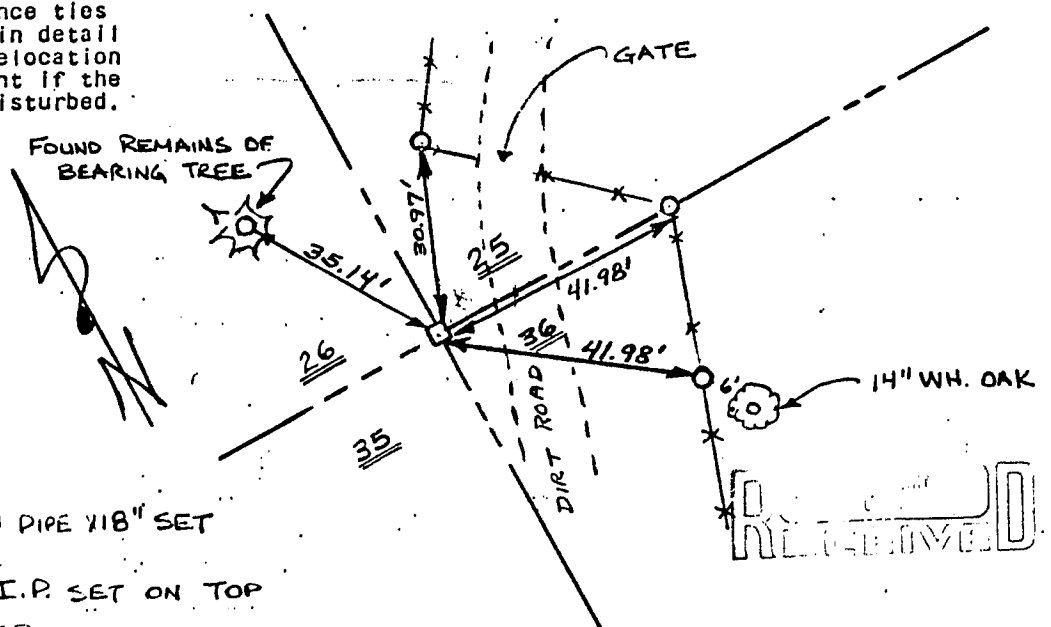 nce ties
in detail
elocation
nt if the
isturbed.
GATE
FOUND REMAINS OF
BEARING TREE
30.97'
35.14'
25
41.98'
26
36
41.98'
6'
14" WH. OAK
35
DIRT ROAD
N
PIPE X18" SET
RECEIVED
I.P. SET ON TOP